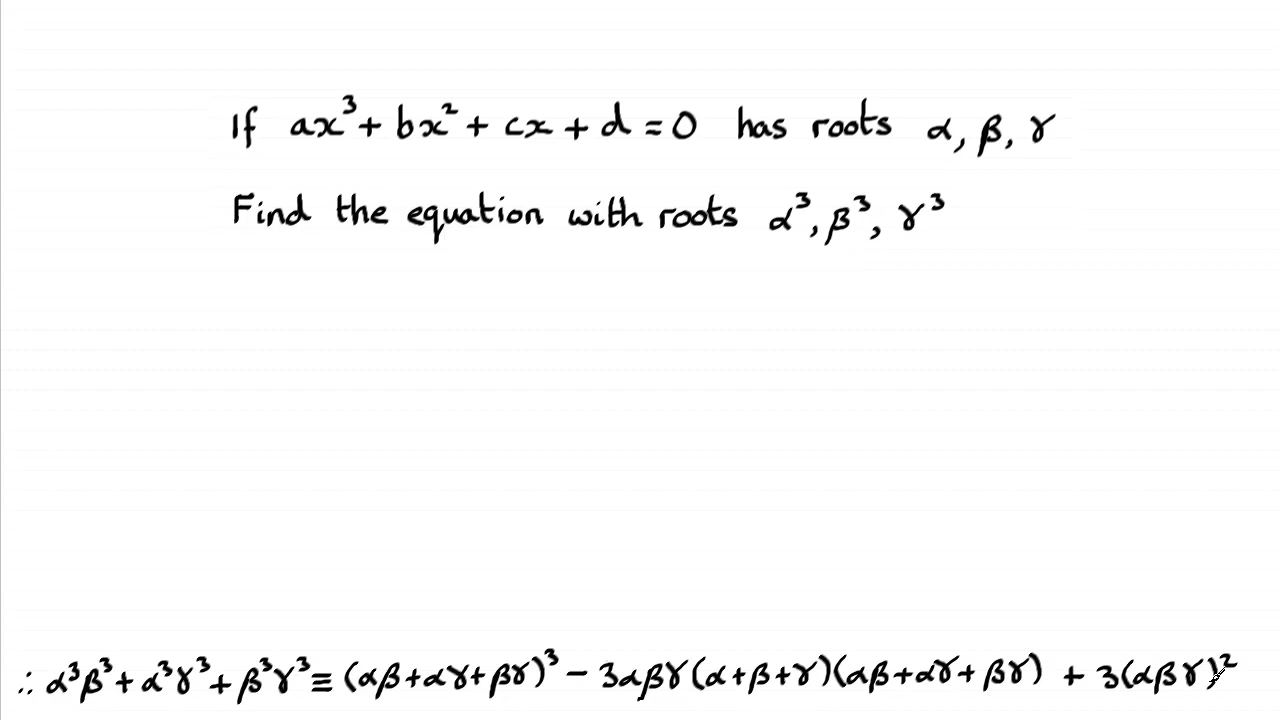 If ax³ + bx² + cx + d = 0 has roots α, β, γ
Find the equation with roots α³, β³, γ³
∴ α³β³ + α³γ³ + β³γ³ ≡ (αβ + αγ + βγ)³ − 3αβγ(α + β + γ)(αβ + αγ + βγ) + 3(αβγ)²